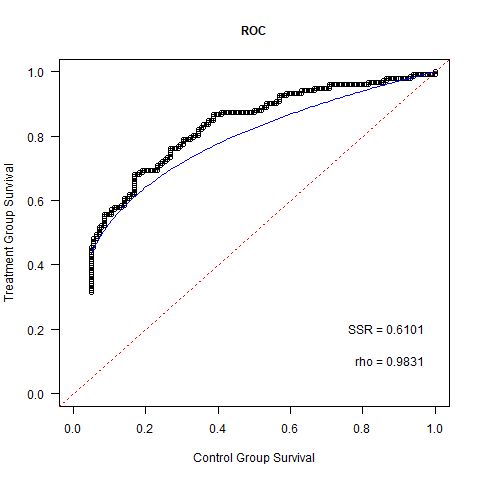 ROC
Treatment Group Survival
1.0
0.8
0.6
0.4
0.2
0.0
SSR = 0.6101
rho = 0.9831
0.0 0.2 0.4 0.6 0.8 1.0
Control Group Survival